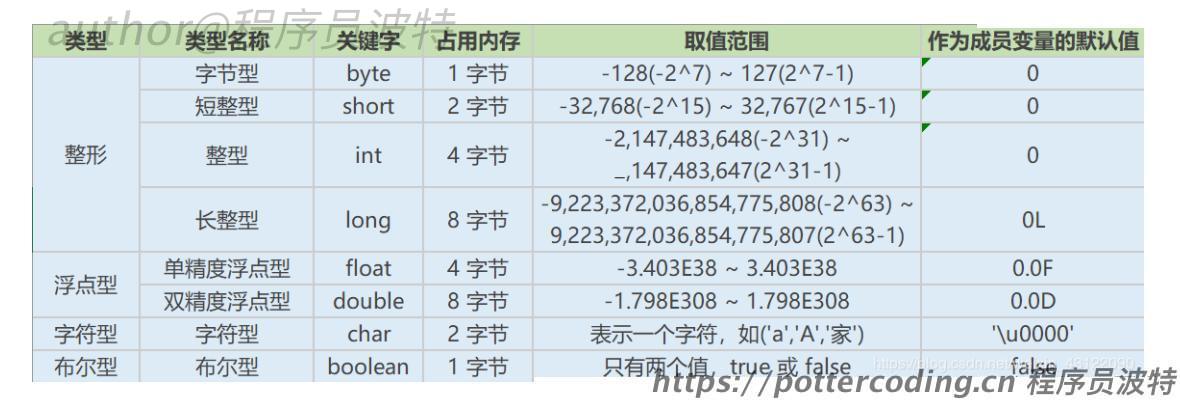 author@程序员波特
类型 类型名称 关键字 占用内存 取值范围 作为成员变量的默认值
整形 字节型 byte 1 字节 -128(-2^7) ~ 127(2^7-1) 0
短整型 short 2 字节 -32,768(-2^15) ~ 32,767(2^15-1) 0
整型 int 4 字节 -2,147,483,648(-2^31) ~
_,147,483,647(2^31-1) 0
长整型 long 8 字节 -9,223,372,036,854,775,808(-2^63) ~
9,223,372,036,854,775,807(2^63-1) 0L
浮点型 单精度浮点型 float 4 字节 -3.403E38 ~ 3.403E38 0.0F
双精度浮点型 double 8 字节 -1.798E308 ~ 1.798E308 0.0D
字符型 字符型 char 2 字节 表示一个字符，如('a','A','家') '\u0000'
布尔型 布尔型 boolean 1 字节 只有两个值，true 或 false false
https://pottercoding.cn 程序员波特